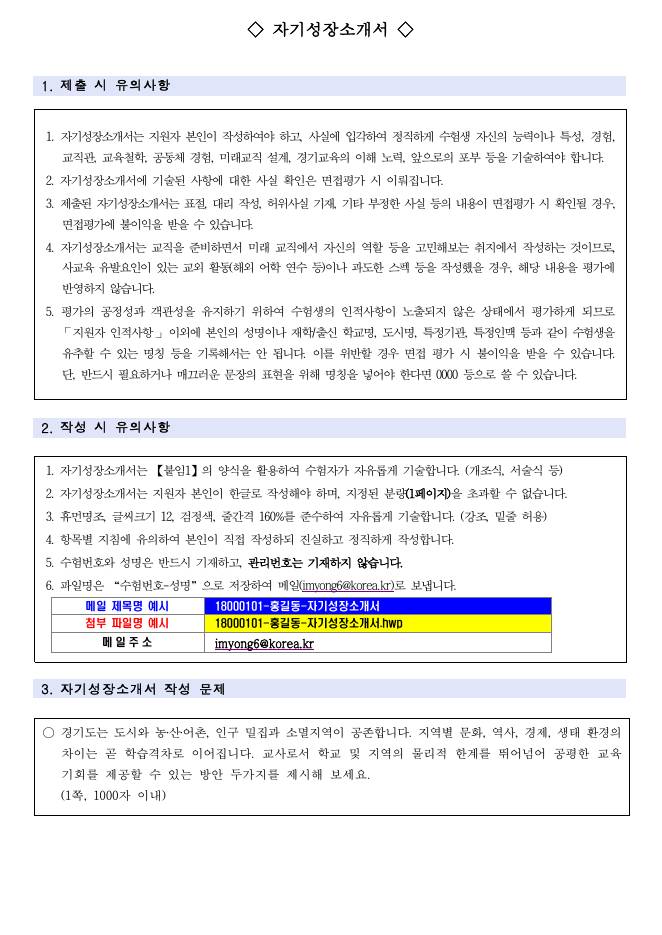 ◇ 자기성장소개서 ◇
1. 제출 시 유의사항
1. 자기성장소개서는 지원자 본인이 작성하여야 하고, 사실에 입각하여 정직하게 수험생 자신의 능력이나 특성, 경험,
교직관, 교육철학, 공동체 경험, 미래교직 설계, 경기교육의 이해 노력, 앞으로의 포부 등을 기술하여야 합니다.
2. 자기성장소개서에 기술된 사항에 대한 사실 확인은 면접평가 시 이뤄집니다.
3. 제출된 자기성장소개서는 표절, 대리 작성, 허위사실 기재, 기타 부정한 사실 등의 내용이 면접평가 시 확인될 경우,
면접평가에 불이익을 받을 수 있습니다.
4. 자기성장소개서는 교직을 준비하면서 미래 교직에서 자신의 역할 등을 고민해보는 취지에서 작성하는 것이므로,
사교육 유발요인이 있는 교외 활동(해외 어학 연수 등)이나 과도한 스펙 등을 작성했을 경우, 해당 내용을 평가에
반영하지 않습니다.
5. 평가의 공정성과 객관성을 유지하기 위하여 수험생의 인적사항이 노출되지 않은 상태에서 평가하게 되므로
「지원자 인적사항」 이외에 본인의 성명이나 재학/출신 학교명, 도시명, 특정기관, 특정인맥 등과 같이 수험생을
유추할 수 있는 명칭 등을 기록해서는 안 됩니다. 이를 위반할 경우 면접 평가 시 불이익을 받을 수 있습니다.
단, 반드시 필요하거나 매끄러운 문장의 표현을 위해 명칭을 넣어야 한다면 0000 등으로 쓸 수 있습니다.
2. 작성 시 유의사항
1. 자기성장소개서는 【붙임1】의 양식을 활용하여 수험자가 자유롭게 기술합니다. (개조식, 서술식 등)
2. 자기성장소개서는 지원자 본인이 한글로 작성해야 하며, 지정된 분량(1페이지)을 초과할 수 없습니다.
3. 휴먼명조, 글씨크기 12, 검정색, 줄간격 160%를 준수하여 자유롭게 기술합니다. (강조, 밑줄 허용)
4. 항목별 지침에 유의하여 본인이 직접 작성하되 진실하고 정직하게 작성합니다.
5. 수험번호와 성명은 반드시 기재하고, 관리번호는 기재하지 않습니다.
6. 파일명은 “수험번호-성명”으로 저장하여 메일(imyong6@korea.kr)로 보냅니다.
메일 제목명 예시 18000101-홍길동-자기성장소개서
첨부 파일명 예시 18000101-홍길동-자기성장소개서.hwp
메일주소 imyong6@korea.kr
3. 자기성장소개서 작성 문제
○ 경기도는 도시와 농·산·어촌, 인구 밀집과 소멸지역이 공존합니다. 지역별 문화, 역사, 경제, 생태 환경의
차이는 곧 학습격차로 이어집니다. 교사로서 학교 및 지역의 물리적 한계를 뛰어넘어 공평한 교육
기회를 제공할 수 있는 방안 두가지를 제시해 보세요.
(1쪽, 1000자 이내)